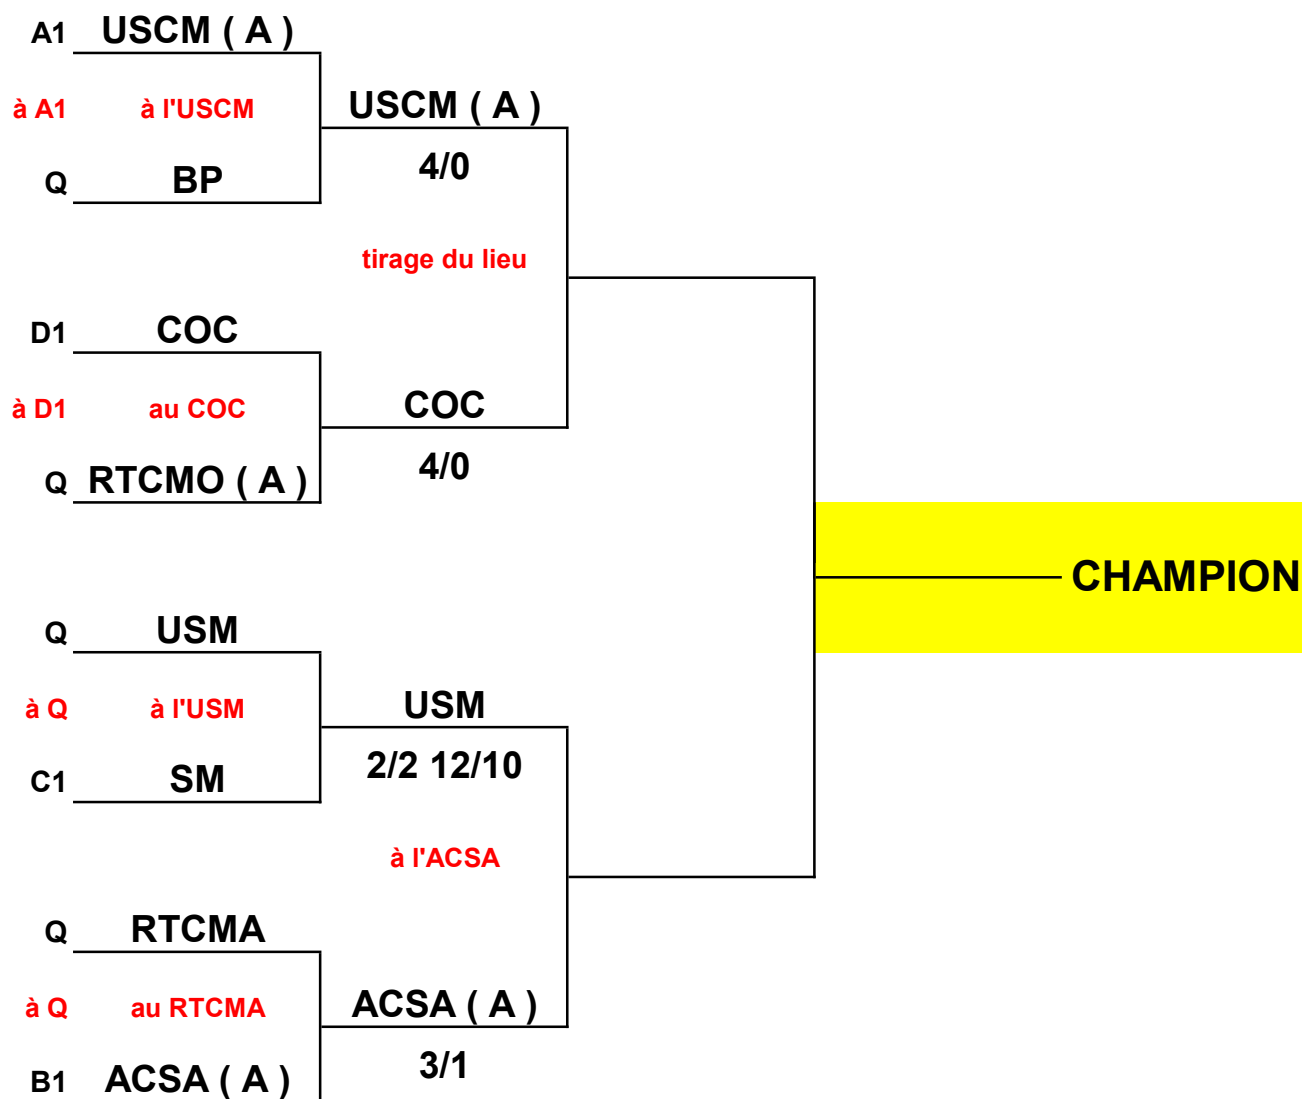 A1 USCM ( A )
à A1 à l'USCM USCM ( A )
Q BP 4/0
tirage du lieu
D1 COC
à D1 au COC COC
Q RTCMO ( A ) 4/0
CHAMPION
Q USM
à Q à l'USM USM
C1 SM 2/2 12/10
à l'ACSA
Q RTCMA
à Q au RTCMA ACSA ( A )
B1 ACSA ( A ) 3/1